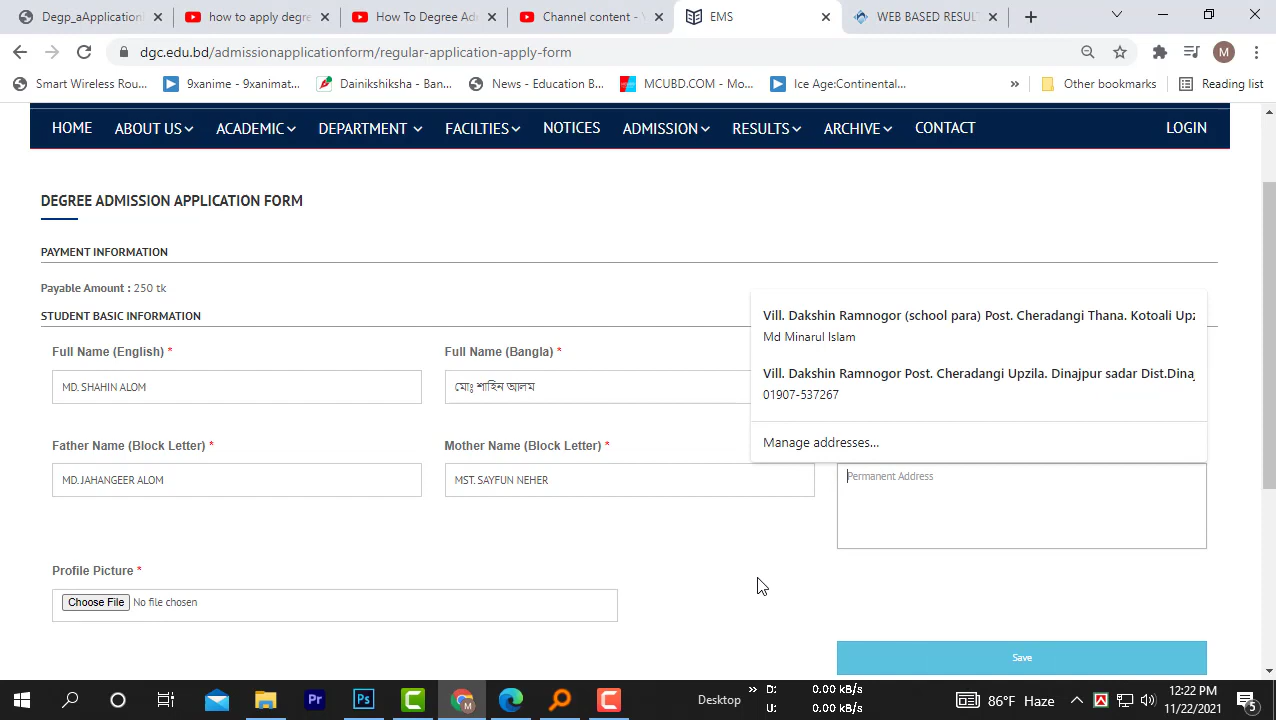 Degp_aApplication
how to apply degre
How To Degree Ad
Channel content - Y
EMS
WEB BASED RESUL
dgc.edu.bd/admissionapplicationform/regular-application-apply-form
M
Smart Wireless Rou...
9xanime - 9xanimat...
Dainikshiksha - Ban...
News - Education B...
MCUBD.COM - Mo...
Ice Age:Continental...
»
Other bookmarks
Reading list
HOME
ABOUT US
ACADEMIC
DEPARTMENT
FACILTIES
NOTICES
ADMISSION
RESULTS
ARCHIVE
CONTACT
LOGIN
DEGREE ADMISSION APPLICATION FORM
PAYMENT INFORMATION
Payable Amount : 250 tk
STUDENT BASIC INFORMATION
Full Name (English) *
Full Name (Bangla) *
MD. SHAHIN ALOM
মোঃ শাহিন আলম
Vill. Dakshin Ramnogor (school para) Post. Cheradangi Thana. Kotoali Upz
Md Minarul Islam
Vill. Dakshin Ramnogor Post. Cheradangi Upzila. Dinajpur sadar Dist.Dinaj
01907-537267
Manage addresses...
Father Name (Block Letter) *
Mother Name (Block Letter) *
MD. JAHANGEER ALOM
MST. SAYFUN NEHER
Permanent Address
Profile Picture *
Choose File No file chosen
Save
Pr
Ps
M
Desktop
»
D: 0.00 kB/s
U: 0.00 kB/s
86°F Haze
12:22 PM
11/22/2021
5